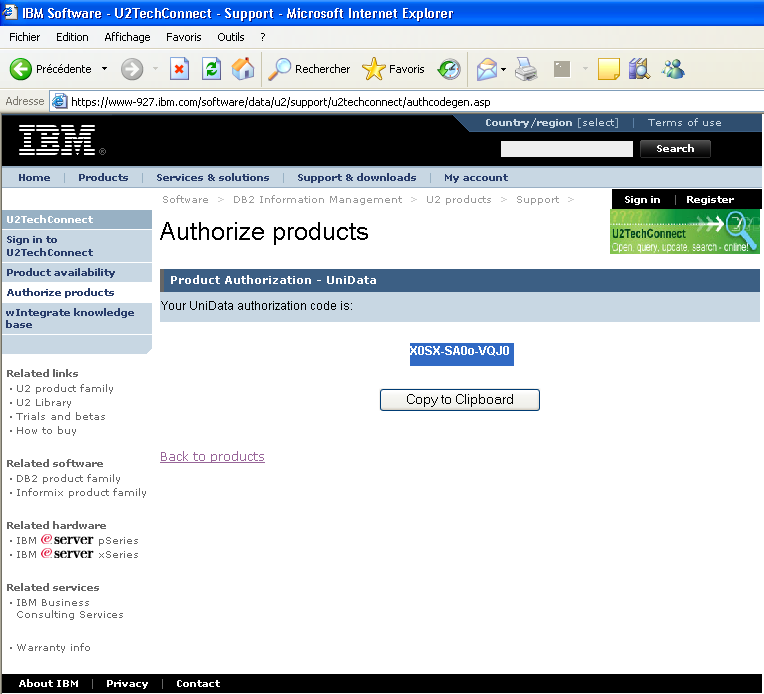 IBM Software - U2TechConnect - Support - Microsoft Internet Explorer
Fichier Edition Affichage Favoris Outils ?
Précédente Rechercher Favoris
Adresse https://www-927.ibm.com/software/data/u2/support/u2techconnect/authcodegen.asp
Country/region [select] | Terms of use
IBM ®
Search
Home | Products | Services & solutions | Support & downloads | My account
Software > DB2 Information Management > U2 products > Support >
Sign in | Register
U2TechConnect
Open, query, update, search - online!
U2TechConnect
Sign in to
U2TechConnect
Product availability
Authorize products
wIntegrate knowledge
base
Related links
• U2 product family
• U2 Library
• Trials and betas
• How to buy
Related software
• DB2 product family
• Informix product family
Related hardware
• IBM eserver pSeries
• IBM eserver xSeries
Related services
• IBM Business
Consulting Services
• Warranty info
Authorize products
Product Authorization - UniData
Your UniData authorization code is:
X0SX-SA0o-VQJ0
Copy to Clipboard
Back to products
About IBM | Privacy | Contact